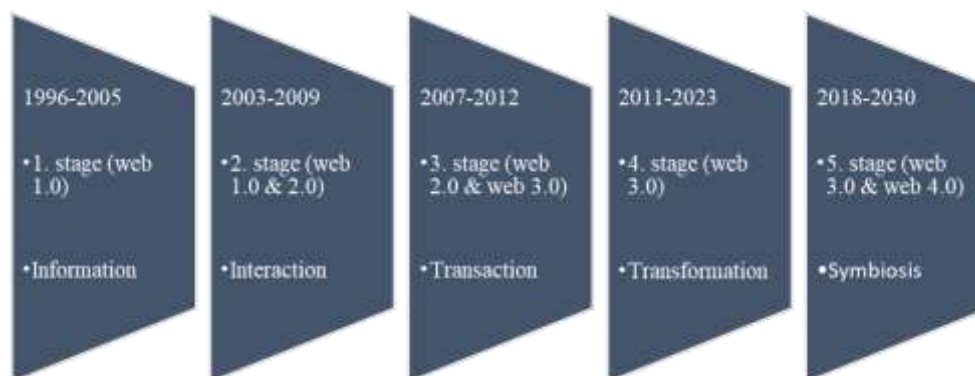 1996-2005
•1. stage (web
1.0)
•Information
2003-2009
•2. stage (web
1.0 & 2.0)
•Interaction
2007-2012
•3. stage (web
2.0 & web 3.0)
•Transaction
2011-2023
•4. stage (web
3.0)
•Transformation
2018-2030
•5. stage (web
3.0 & web 4.0)
•Symbiosis